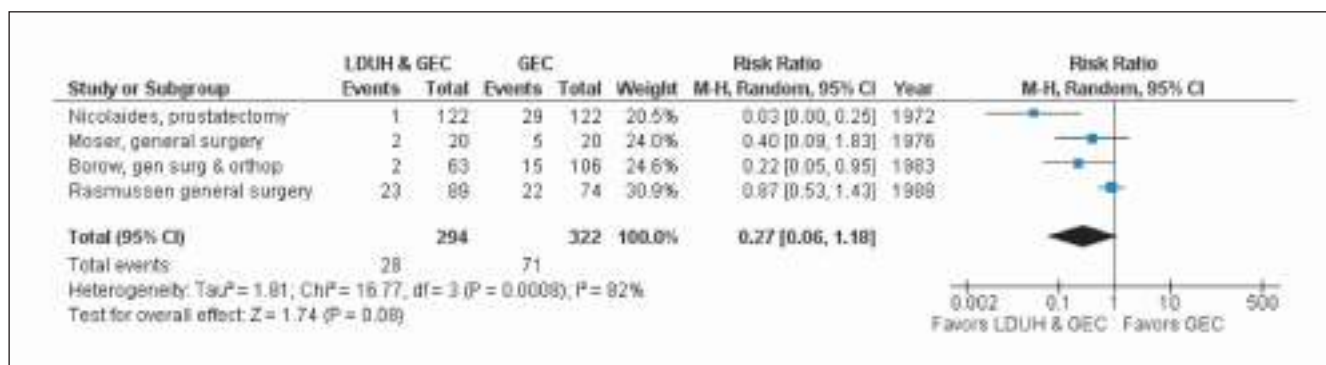 LDUH & GEC GEC Risk Ratio Risk Ratio
Study or Subgroup Events Total Events Total Weight M-H, Random, 95% CI Year M-H, Random, 95% CI
Nicolaides, prostatectomy 1 122 29 122 20.5% 0.03 [0.00, 0.25] 1972
Moser, general surgery 2 20 5 20 24.0% 0.40 [0.09, 1.83] 1976
Borow, gen surg & orthop 2 63 15 106 24.6% 0.22 [0.05, 0.95] 1983
Rasmussen general surgery 23 89 22 74 30.9% 0.87 [0.53, 1.43] 1988
Total (95% CI) 294 322 100.0% 0.27 [0.06, 1.18]
Total events 28 71
Heterogeneity: Tau² = 1.81; Chi² = 16.77, df = 3 (P = 0.0008); I² = 82%
Test for overall effect: Z = 1.74 (P = 0.08)
0.002 0.1 1 10 500
Favors LDUH & GEC Favors GEC